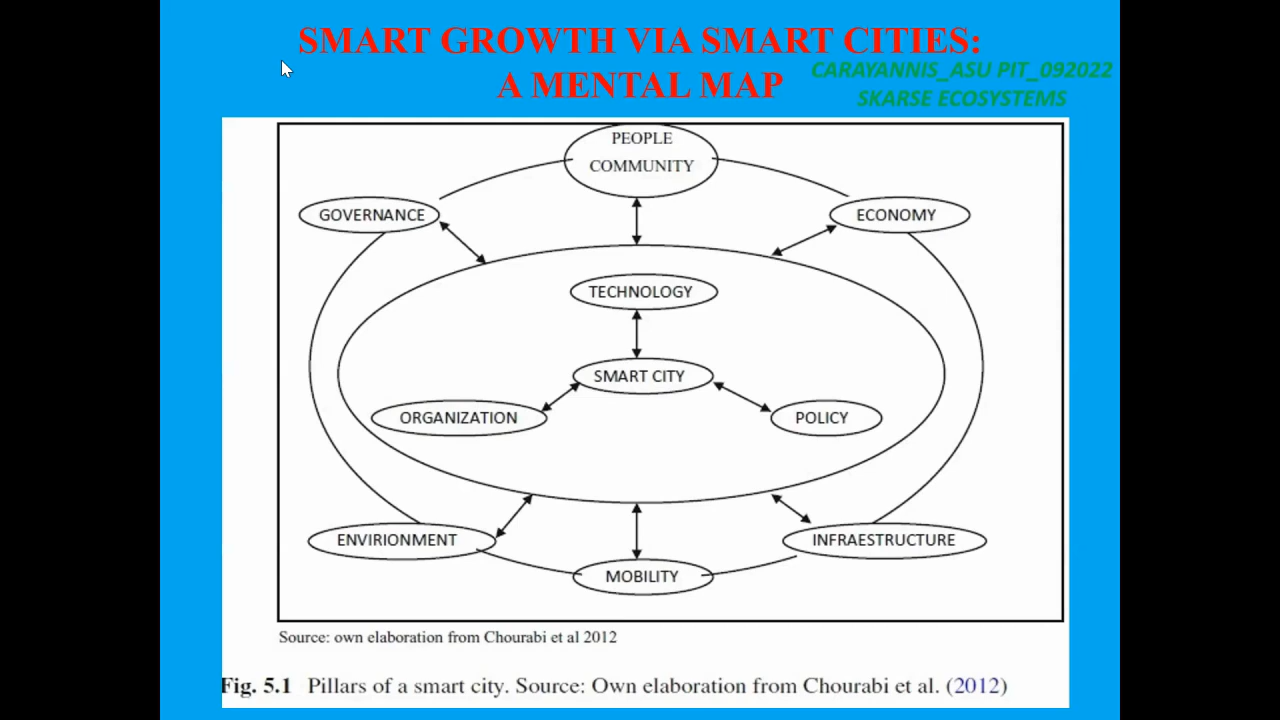 SMART GROWTH VIA SMART CITIES:
A MENTAL MAP
CARAYANNIS_ASU PIT_092022
SKARSE ECOSYSTEMS
PEOPLE
COMMUNITY
GOVERNANCE
ECONOMY
TECHNOLOGY
SMART CITY
ORGANIZATION
POLICY
ENVIRIONMENT
INFRAESTRUCTURE
MOBILITY
Source: own elaboration from Chourabi et al 2012
Fig. 5.1 Pillars of a smart city. Source: Own elaboration from Chourabi et al. (2012)